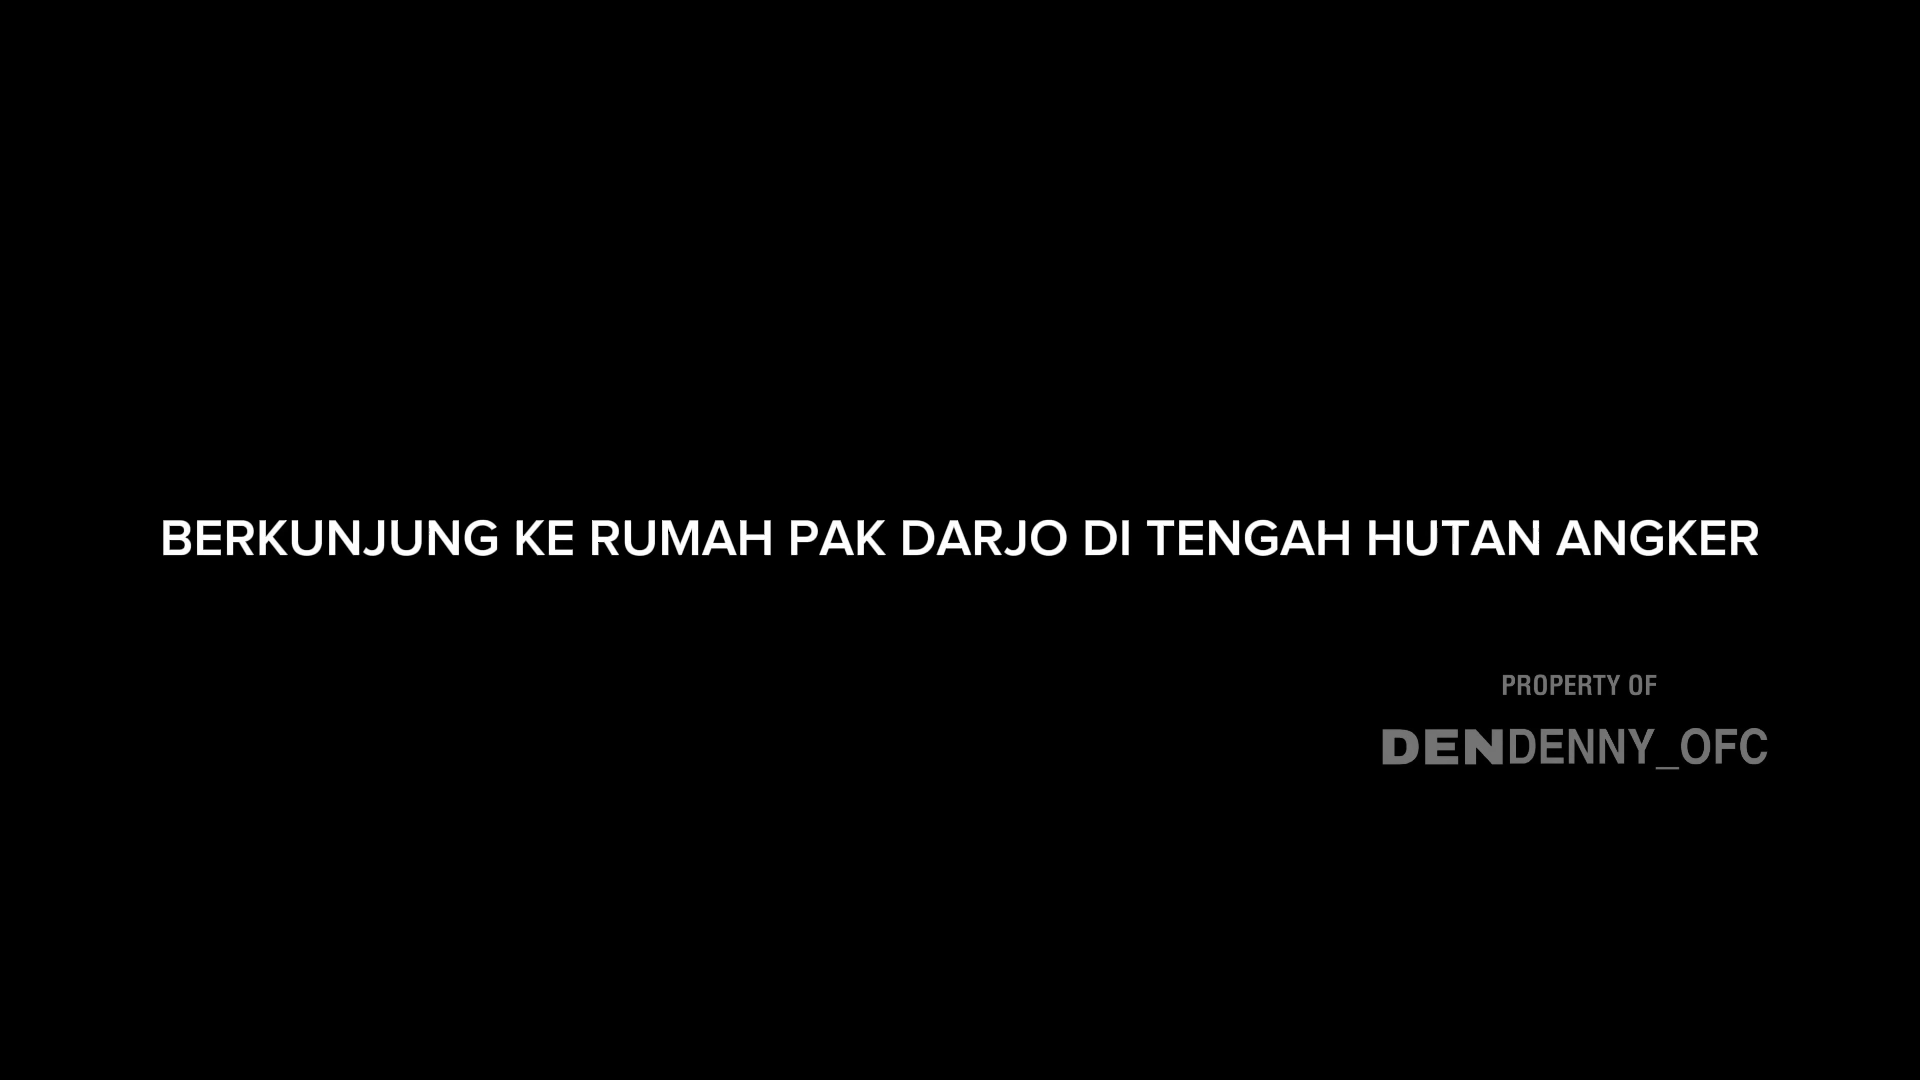 BERKUNJUNG KE RUMAH PAK DARJO DI TENGAH HUTAN ANGKER
PROPERTY OF
DENDENNY_OFC